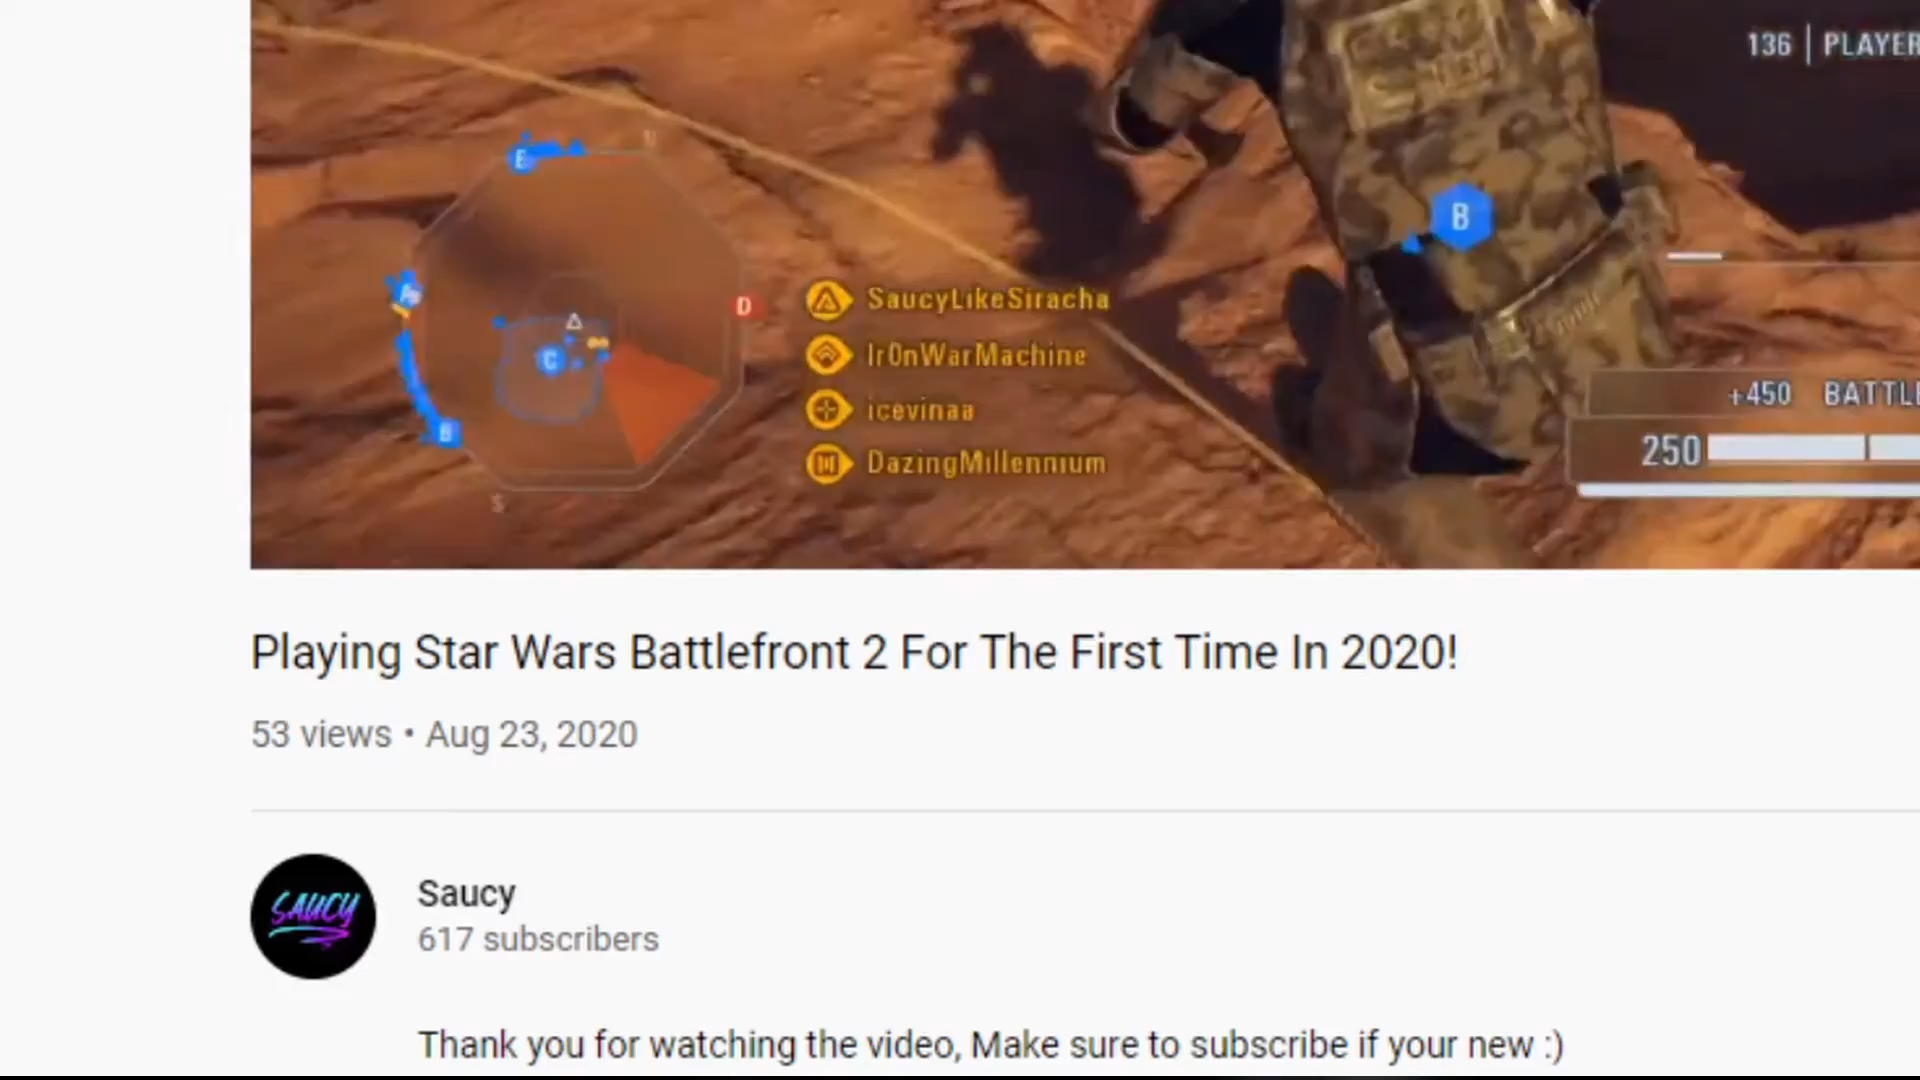 136 | PLAYER
E
B
D
SaucyLikeSiracha
Ir0nWarMachine
C
icevinaa
+450 BATTLE
B
250
DazingMillennium
S
Playing Star Wars Battlefront 2 For The First Time In 2020!
53 views • Aug 23, 2020
SAUCY
Saucy
617 subscribers
Thank you for watching the video, Make sure to subscribe if your new :)